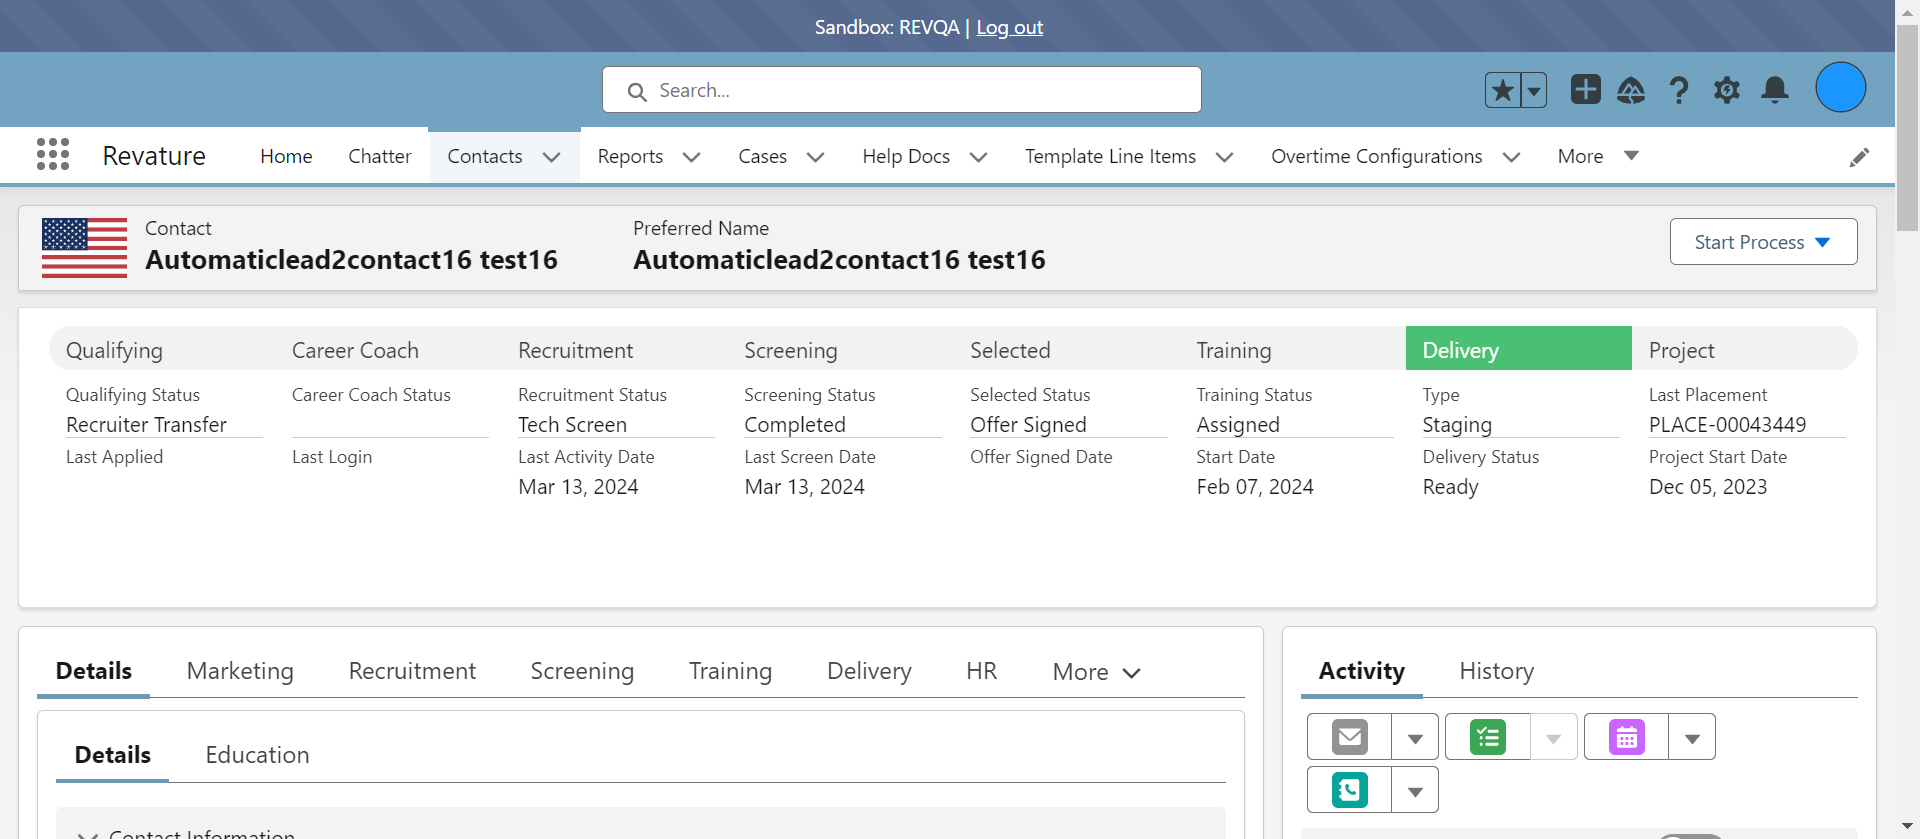 Sandbox: REVQA | Log out
Search...
Revature
Home
Chatter
Contacts
Reports
Cases
Help Docs
Template Line Items
Overtime Configurations
More
Contact
Automaticlead2contact16 test16
Preferred Name
Automaticlead2contact16 test16
Start Process
Qualifying
Career Coach
Recruitment
Screening
Selected
Training
Delivery
Project
Qualifying Status
Recruiter Transfer
Last Applied
Career Coach Status
Last Login
Recruitment Status
Tech Screen
Last Activity Date
Mar 13, 2024
Screening Status
Completed
Last Screen Date
Mar 13, 2024
Selected Status
Offer Signed
Offer Signed Date
Training Status
Assigned
Start Date
Feb 07, 2024
Type
Staging
Delivery Status
Ready
Last Placement
PLACE-00043449
Project Start Date
Dec 05, 2023
Details
Marketing
Recruitment
Screening
Training
Delivery
HR
More
Details
Education
Contact Information
Activity
History